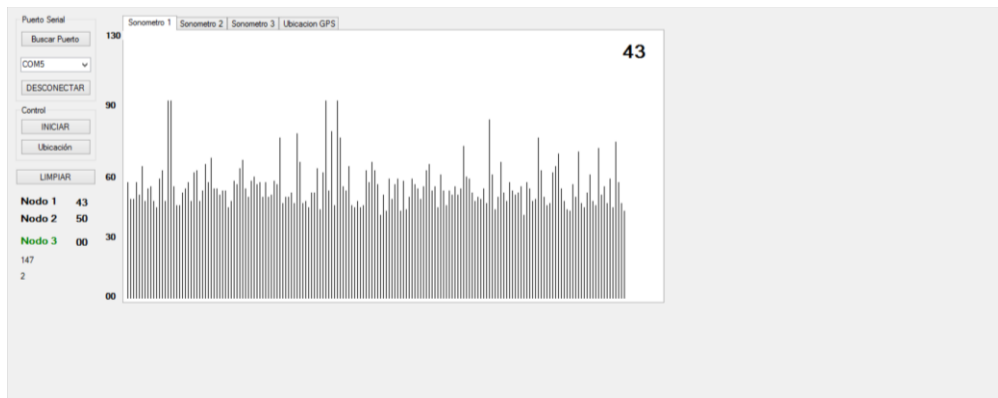 Puerto Serial
Buscar Puerto
COM5
DESCONECTAR
Control
INICIAR
Ubicación
LIMPIAR
Nodo 1 43
Nodo 2 50
Nodo 3 00
147
2
Sonometro 1 Sonometro 2 Sonometro 3 Ubicacion GPS
130
43
90
60
30
00